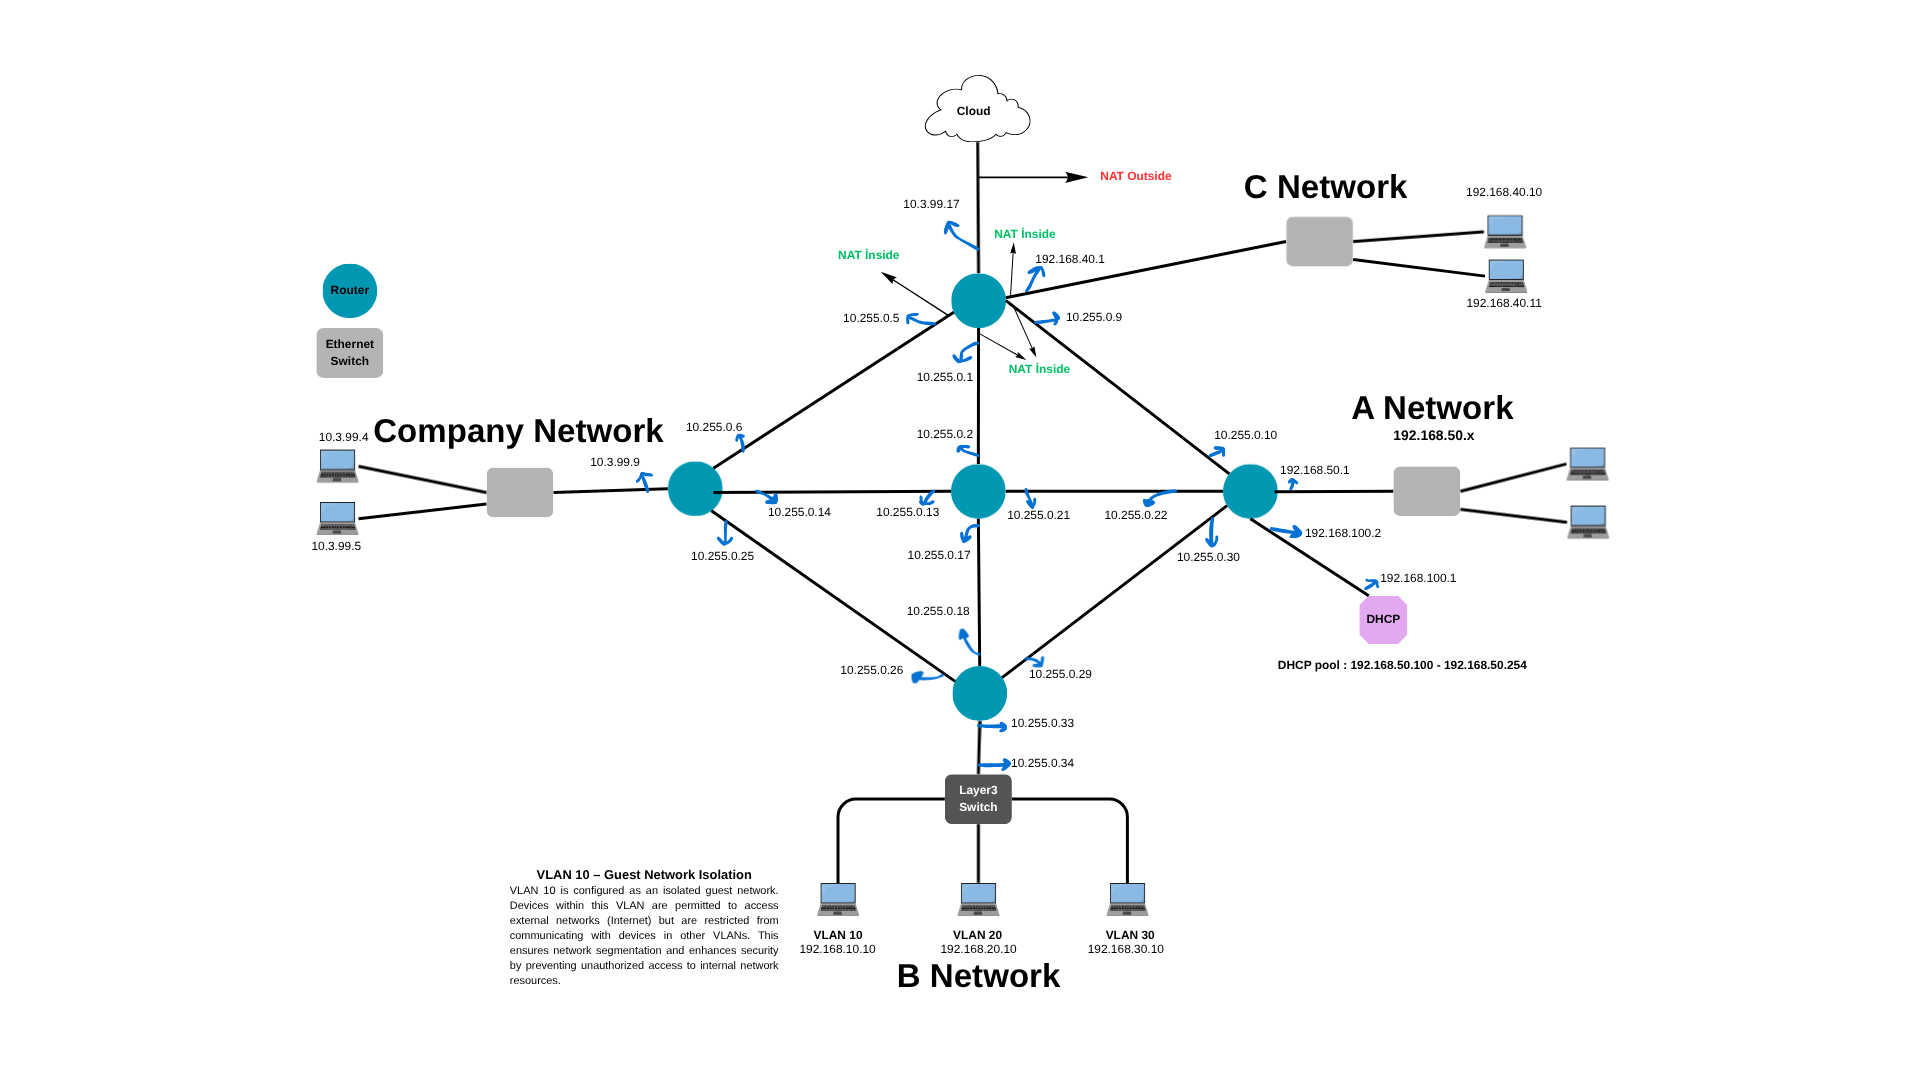 Cloud
NAT Outside
C Network
192.168.40.10
10.3.99.17
NAT İnside
NAT İnside
192.168.40.1
Router
192.168.40.11
10.255.0.5
10.255.0.9
Ethernet
Switch
NAT İnside
10.255.0.1
A Network
192.168.50.x
Company Network
10.3.99.4
10.255.0.6
10.255.0.2
10.255.0.10
10.3.99.9
192.168.50.1
10.255.0.14
10.255.0.13
10.255.0.21
10.255.0.22
192.168.100.2
10.3.99.5
10.255.0.25
10.255.0.17
10.255.0.30
192.168.100.1
10.255.0.18
DHCP
DHCP pool : 192.168.50.100 - 192.168.50.254
10.255.0.26
10.255.0.29
10.255.0.33
10.255.0.34
Layer3
Switch
VLAN 10 – Guest Network Isolation
VLAN 10 is configured as an isolated guest network.
Devices within this VLAN are permitted to access
external networks (Internet) but are restricted from
communicating with devices in other VLANs. This
ensures network segmentation and enhances security
by preventing unauthorized access to internal network
resources.
VLAN 10
192.168.10.10
VLAN 20
192.168.20.10
VLAN 30
192.168.30.10
B Network